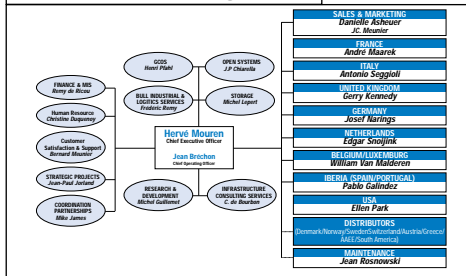 SALES & MARKETING
Danielle Asheuer
JC. Meunier
FRANCE
André Maarek
ITALY
Antonio Seggioli
UNITED KINGDOM
Gerry Kennedy
GERMANY
Josef Narings
NETHERLANDS
Edgar Snoijink
BELGIUM/LUXEMBURG
William Van Malderen
IBERIA (SPAIN/PORTUGAL)
Pablo Galindez
USA
Ellen Park
DISTRIBUTORS
(Denmark/Norway/SwedenSwitzerland/Austria/Greece/
AAEE/South America)
MAINTENANCE
Jean Rosnowski
GCOS
Henri Pfahl
OPEN SYSTEMS
J.P Chiarella
BULL INDUSTRIAL &
LOGITICS SERVICES
Frédéric Remy
STORAGE
Michel Lepert
FINANCE & MIS
Remy de Ricou
Human Resource
Christine Duquenoy
Customer
Satisfaction & Support
Bernard Mounier
STRATEGIC PROJECTS
Jean-Paul Jorland
COORDINATION
PARTNERSHIPS
Mike James
Hervé Mouren
Chief Executive Officer
Jean Bréchon
Chief Operating Officer
RESEARCH &
DEVELOPMENT
Michel Guillemet
INFRASTRUCTURE
CONSULTING SERVICES
C. de Bourbon